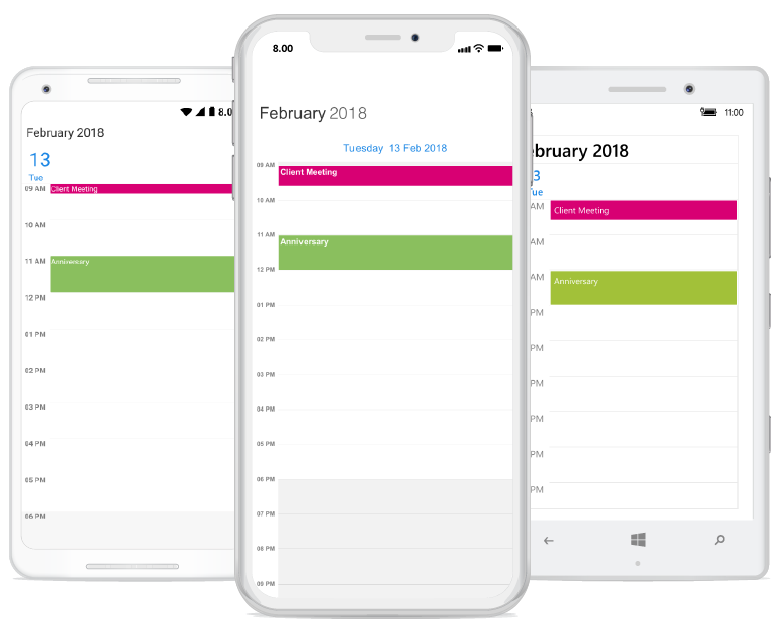 8.0
February 2018
13
Tue
09 AM
Client Meeting
10 AM
11 AM
Anniversary
12 PM
01 PM
02 PM
03 PM
04 PM
05 PM
06 PM
8.00
February 2018
Tuesday 13 Feb 2018
09 AM
Client Meeting
10 AM
11 AM
Anniversary
12 PM
01 PM
02 PM
03 PM
04 PM
05 PM
06 PM
07 PM
08 PM
09 PM
11:00
bruary 2018
3
ue
AM
Client Meeting
AM
AM
Anniversary
PM
PM
PM
PM
PM
PM